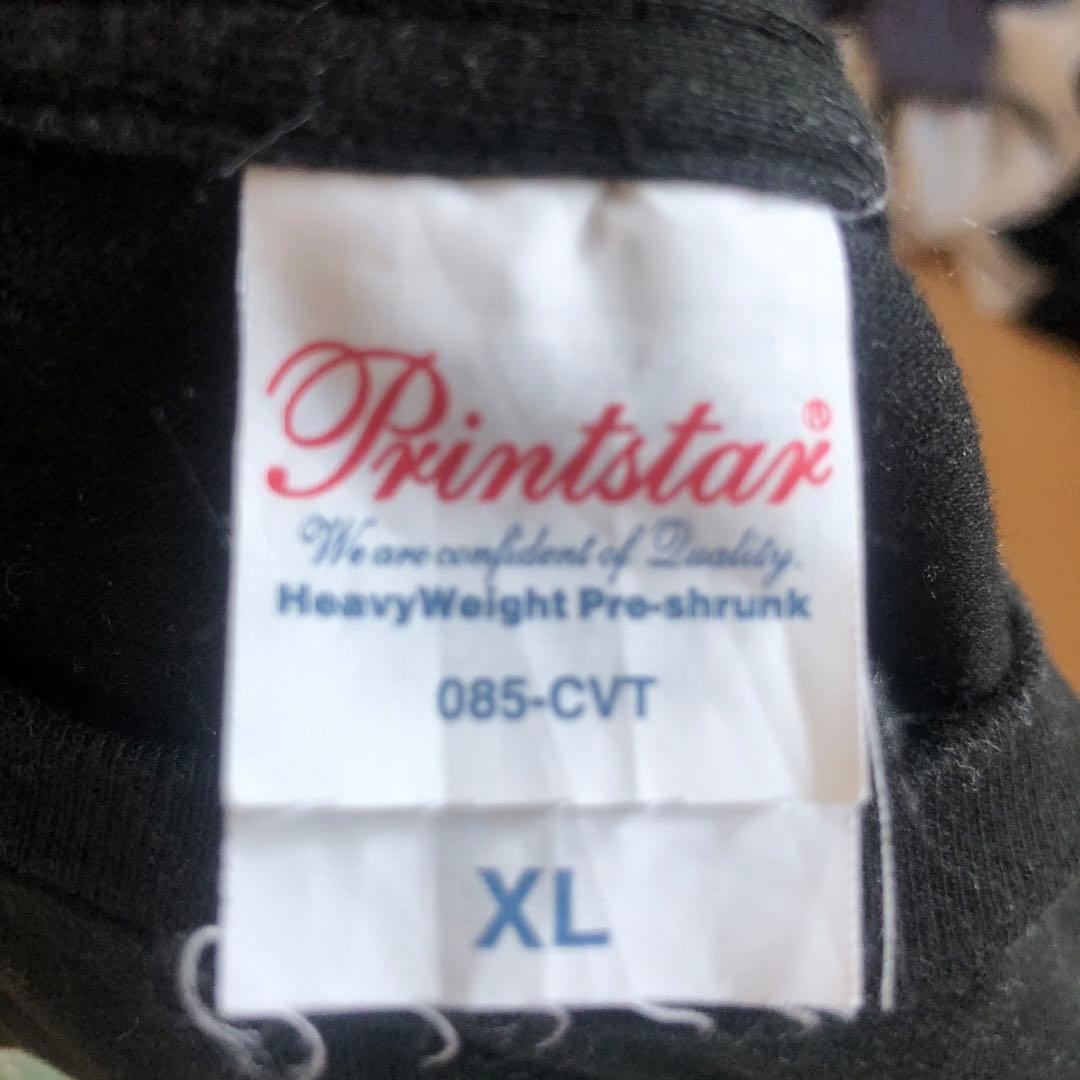 Printstar®
We are confident of Quality.
HeavyWeight Pre-shrunk
085-CVT
XL